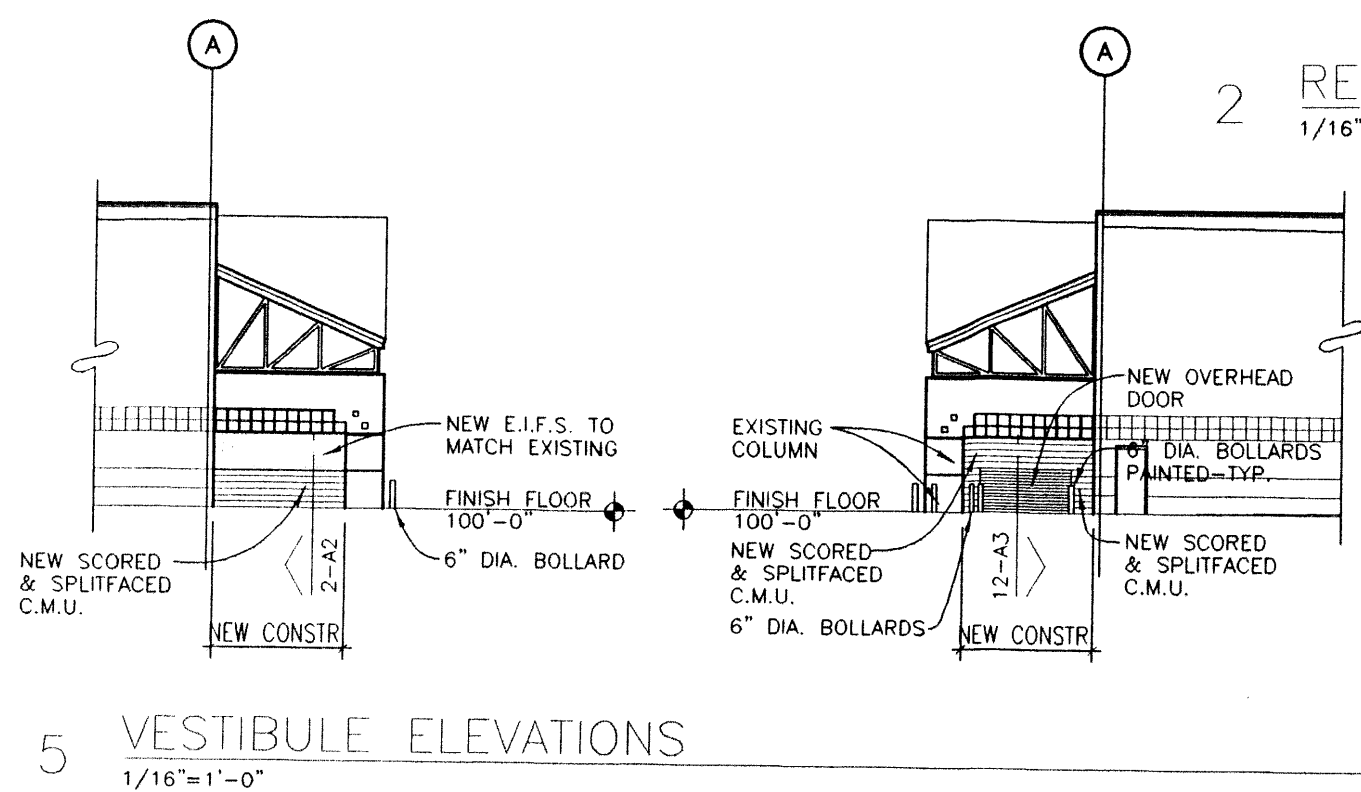 A
A
2 RE
1/16"
NEW E.I.F.S. TO
MATCH EXISTING
FINISH FLOOR
100'-0"
6" DIA. BOLLARD
2-A2
NEW SCORED
& SPLITFACED
C.M.U.
NEW CONSTR
EXISTING
COLUMN
NEW OVERHEAD
DOOR
6" DIA. BOLLARDS
PAINTED-TYP.
FINISH FLOOR
100'-0"
NEW SCORED
& SPLITFACED
C.M.U.
6" DIA. BOLLARDS
12-A3
NEW SCORED
& SPLITFACED
C.M.U.
NEW CONSTR
5 VESTIBULE ELEVATIONS
1/16"=1'-0"